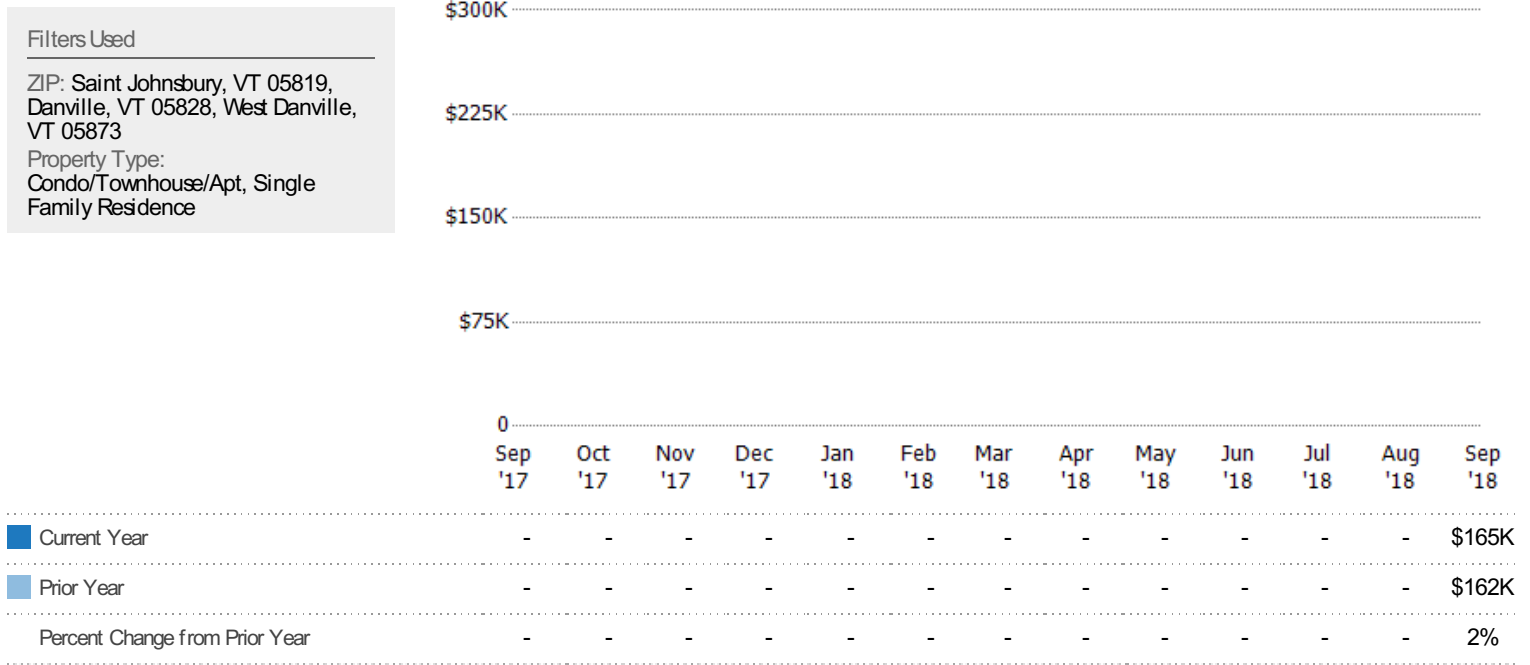 Filters Used
ZIP: Saint Johnsbury, VT 05819,
Danville, VT 05828, West Danville,
VT 05873
Property Type:
Condo/Townhouse/Apt, Single
Family Residence
$300K
$225K
$150K
$75K
0
Sep Oct Nov Dec Jan Feb Mar Apr May Jun Jul Aug Sep
'17 '17 '17 '17 '18 '18 '18 '18 '18 '18 '18 '18 '18
Current Year - - - - - - - - - - - - $165K
Prior Year - - - - - - - - - - - - $162K
Percent Change from Prior Year - - - - - - - - - - - - 2%